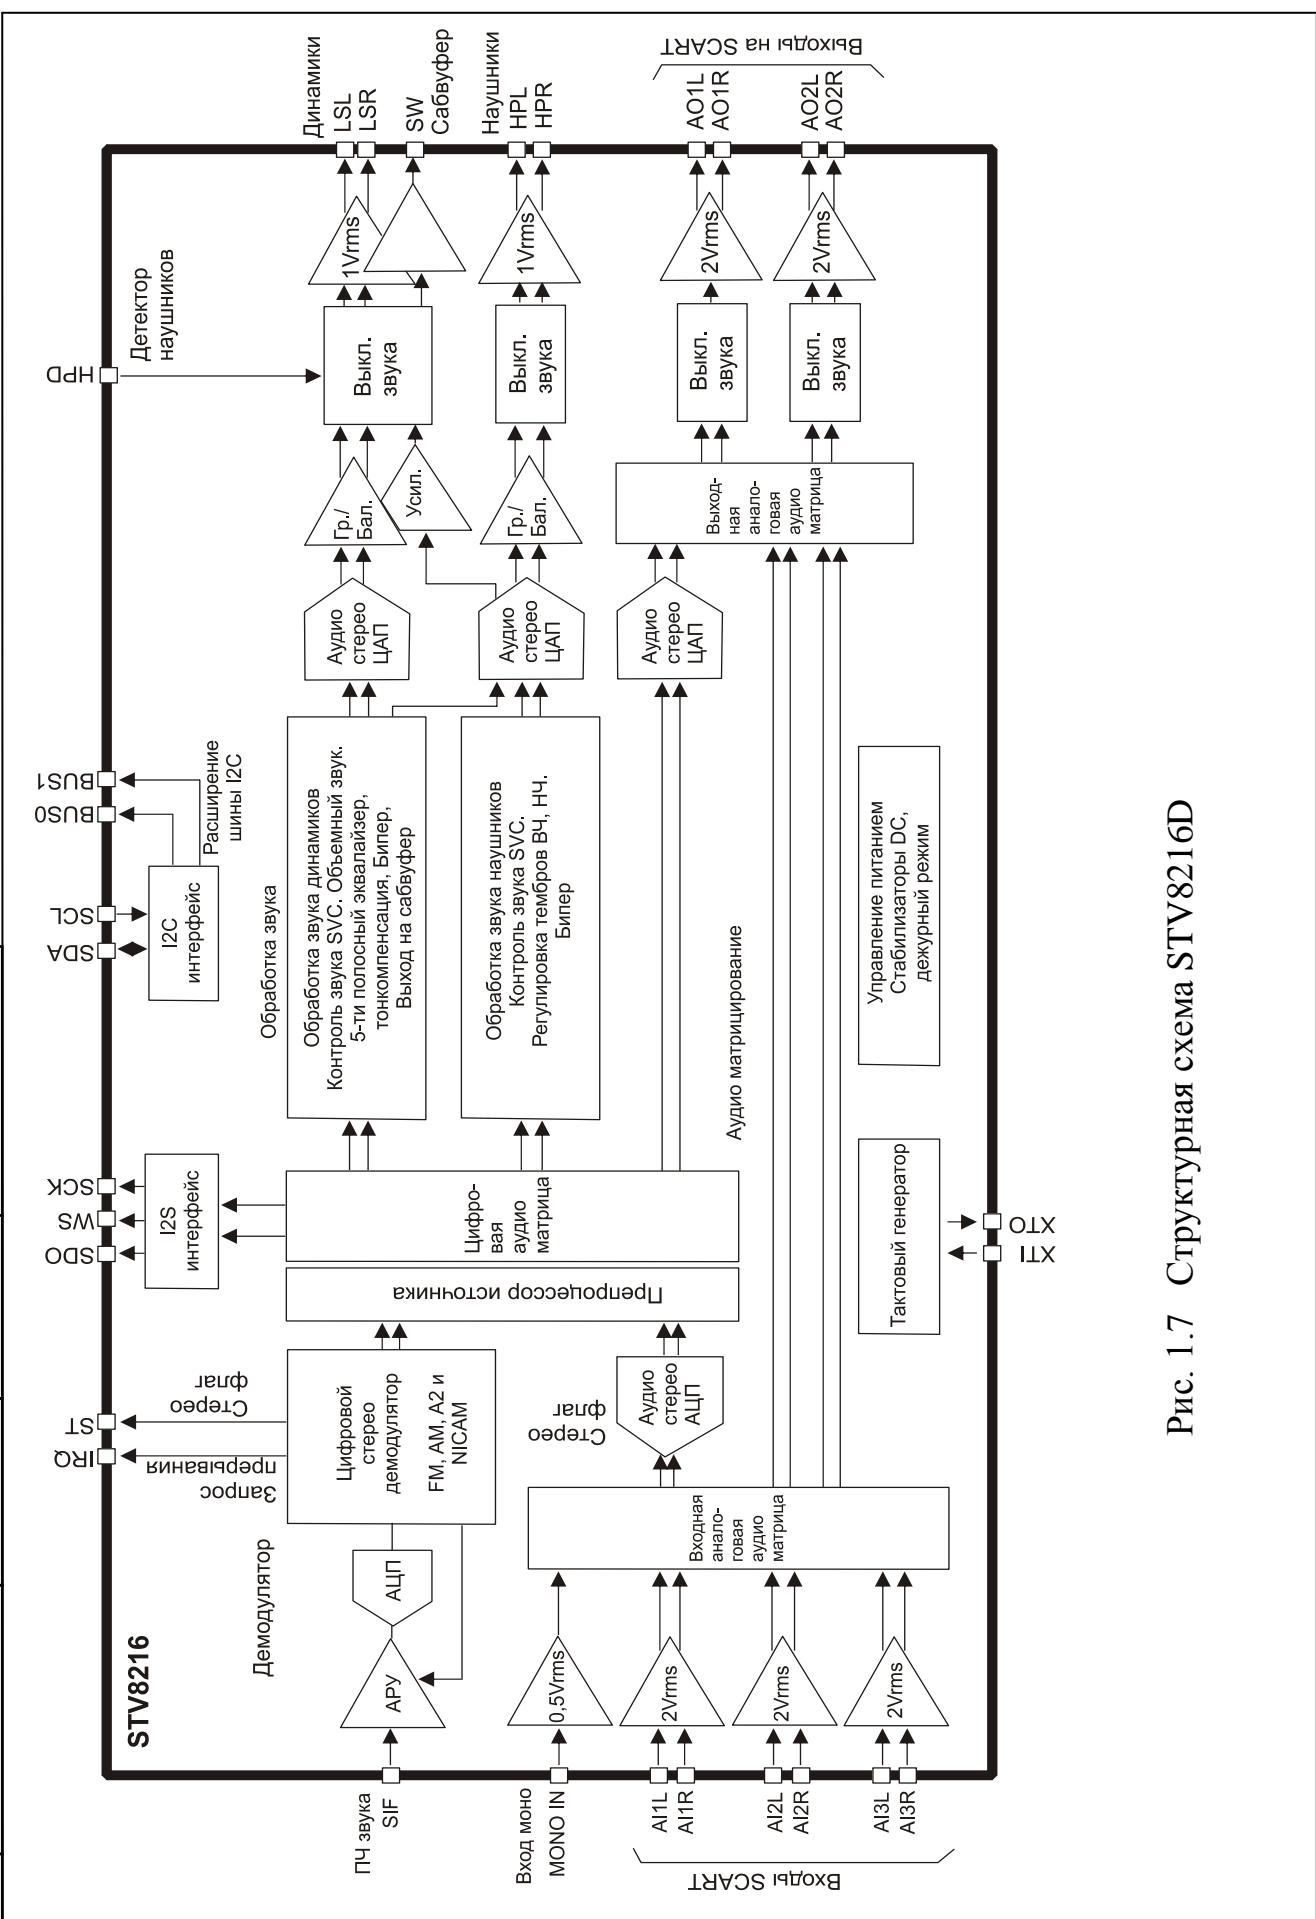 STV8216
ПЧ звука
SIF
Вход моно
MONO IN
AI1L
AI1R
AI2L
AI2R
AI3L
AI3R
Входы SCART
Демодулятор
АРУ
АЦП
0,5Vrms
2Vrms
2Vrms
2Vrms
IRQ
ST
Запрос
прерывания
Стерео
флаг
Цифровой
стерео
демодулятор
FM, AM, A2 и
NICAM
Входная
анало-
говая
аудио
матрица
Стерео
флаг
Аудио
стерео
АЦП
Препроцессор источника
SDO
WS
SCK
I2S
интерфейс
Цифро-
вая
аудио
матрица
SDA
SCL
BUS0
BUS1
I2C
интерфейс
Расширение
шины I2C
Обработка звука
Обработка звука динамиков
Контроль звука SVC. Объемный звук.
5-ти полосный эквалайзер,
тонкомпенсация, Бипер,
Выход на сабвуфер
Обработка звука наушников
Контроль звука SVC.
Регулировка тембров ВЧ, НЧ.
Бипер
Аудио матрицирование
Тактовый генератор
XTI
XTO
Управление питанием
Стабилизаторы DC,
дежурный режим
Аудио
стерео
ЦАП
Аудио
стерео
ЦАП
Аудио
стерео
ЦАП
Гр./
Бал.
Усил.
Гр./
Бал.
Выход-
ная
анало-
говая
аудио
матрица
HPD
Детектор
наушников
Выкл.
звука
Выкл.
звука
Выкл.
звука
Выкл.
звука
1Vrms
1Vrms
2Vrms
2Vrms
Динамики
LSL
LSR
SW
Сабвуфер
Наушники
HPL
HPR
AO1L
AO1R
AO2L
AO2R
Выходы на SCART
Рис. 1.7 Структурная схема STV8216D